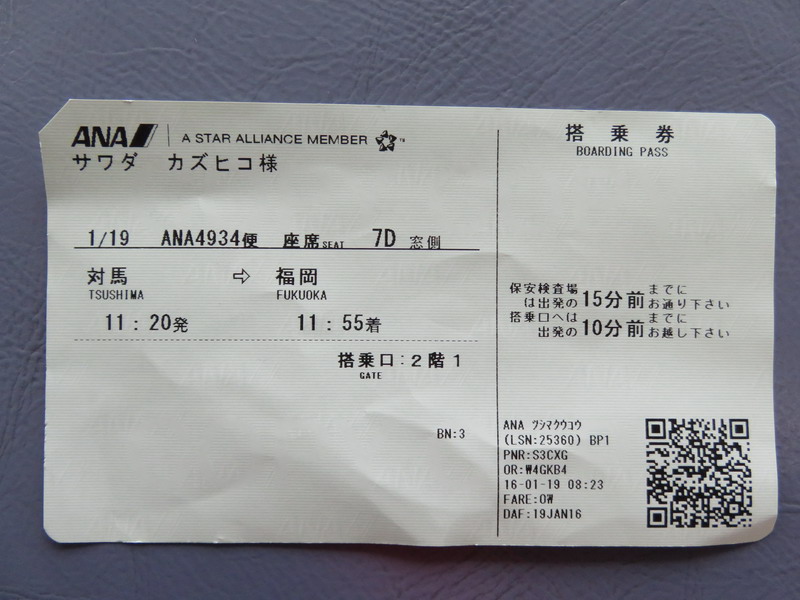 ANA A STAR ALLIANCE MEMBER
サワダ カズヒコ様
1/19 ANA4934便 座席SEAT 7D 窓側
対馬 ⇨ 福岡
TSUSHIMA FUKUOKA
11：20発 11：55着
搭乗口：2階1
GATE
BN:3
搭乗券
BOARDING PASS
保安検査場は出発の15分前までにお通り下さい
搭乗口へは出発の10分前までにお越し下さい
ANA ツシマクウコウ
(LSN:25360) BP1
PNR:S3CXG
OR:W4GKB4
16-01-19 08:23
FARE:OW
DAF:19JAN16